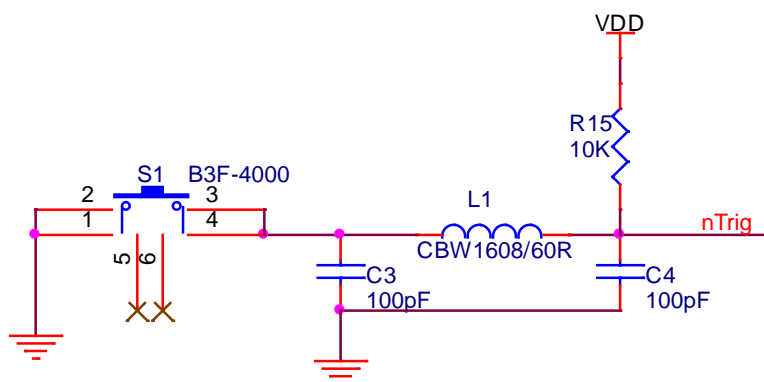 VDD
R15
10K
S1 B3F-4000
2 3
1 4
L1
nTrig
CBW1608/60R
5 6
C3
100pF
C4
100pF